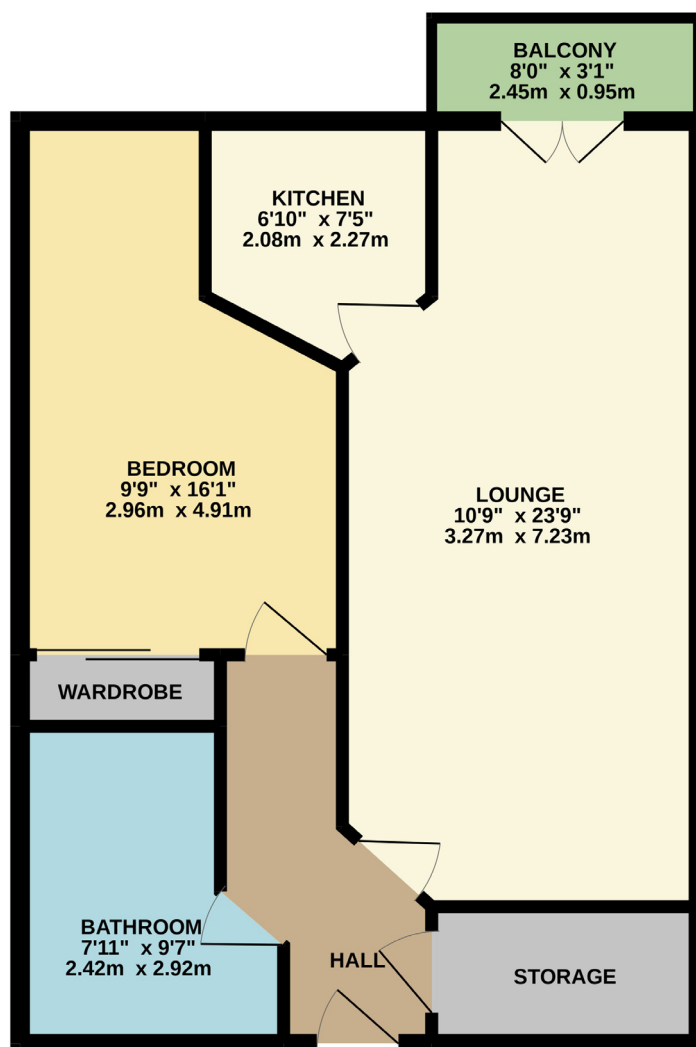 BALCONY
8'0" x 3'1"
2.45m x 0.95m
KITCHEN
6'10" x 7'5"
2.08m x 2.27m
BEDROOM
9'9" x 16'1"
2.96m x 4.91m
LOUNGE
10'9" x 23'9"
3.27m x 7.23m
WARDROBE
BATHROOM
7'11" x 9'7"
2.42m x 2.92m
HALL
STORAGE